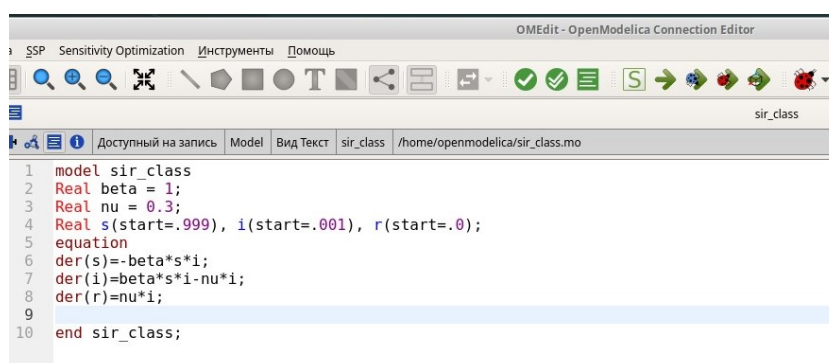 OMEdit - OpenModelica Connection Editor
SSP Sensitivity Optimization Инструменты Помощь
T S
sir_class
Доступный на запись Model Вид Текст sir_class /home/openmodelica/sir_class.mo
1 model sir_class
2 Real beta = 1;
3 Real nu = 0.3;
4 Real s(start=.999), i(start=.001), r(start=.0);
5 equation
6 der(s)=-beta*s*i;
7 der(i)=beta*s*i-nu*i;
8 der(r)=nu*i;
9
10 end sir_class;